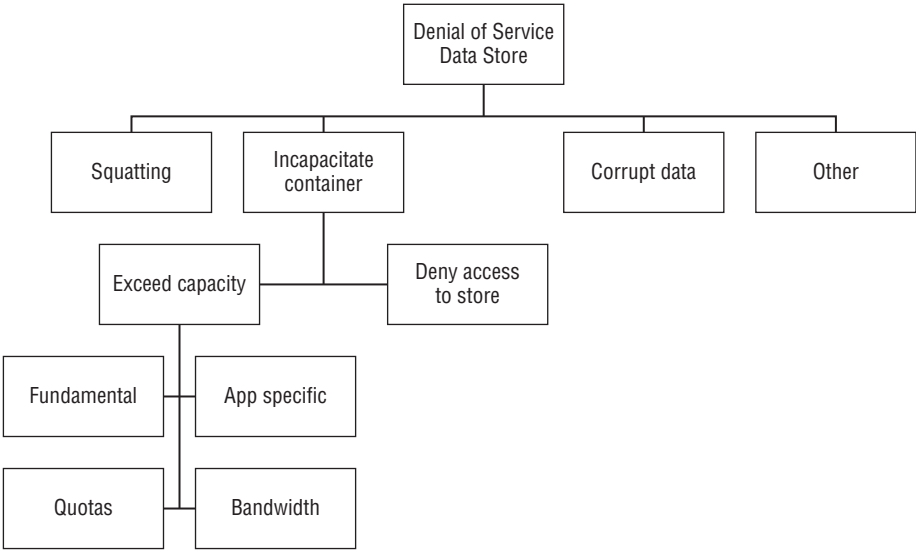 Denial of Service
Data Store
Squatting
Incapacitate
container
Corrupt data
Other
Exceed capacity
Deny access
to store
Fundamental
App specific
Quotas
Bandwidth